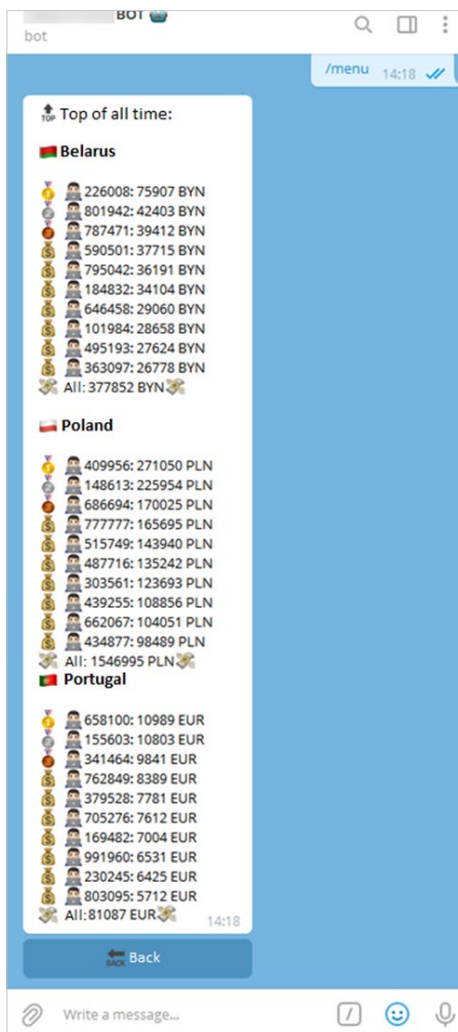 BOT
bot
/menu 14:18
TOP Top of all time:
Belarus
226008: 75907 BYN
801942: 42403 BYN
787471: 39412 BYN
590501: 37715 BYN
795042: 36191 BYN
184832: 34104 BYN
646458: 29060 BYN
101984: 28658 BYN
495193: 27624 BYN
363097: 26778 BYN
All: 377852 BYN
Poland
409956: 271050 PLN
148613: 225954 PLN
686694: 170025 PLN
777777: 165695 PLN
515749: 143940 PLN
487716: 135242 PLN
303561: 123693 PLN
439255: 108856 PLN
662067: 104051 PLN
434877: 98489 PLN
All: 1546995 PLN
Portugal
658100: 10989 EUR
155603: 10803 EUR
341464: 9841 EUR
762849: 8389 EUR
379528: 7781 EUR
705276: 7612 EUR
169482: 7004 EUR
991960: 6531 EUR
230245: 6425 EUR
803095: 5712 EUR
All: 81087 EUR
14:18
BACK Back
Write a message...